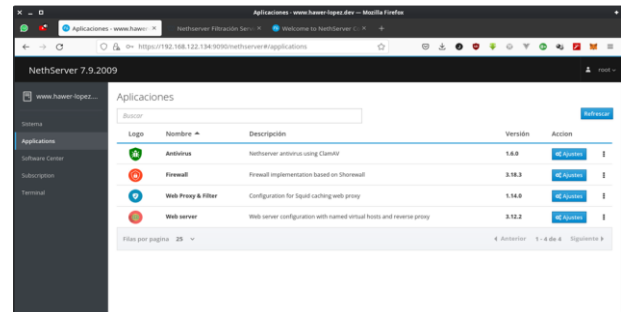 Aplicaciones - www.hawer-lopez.dev — Mozilla Firefox
Aplicaciones - www.hawer-
Nethserver Filtración Serv
Welcome to NethServer C
https://192.168.122.134:9090/nethserver#/applications
NethServer 7.9.2009
root
www.hawer-lopez...
Sistema
Applications
Software Center
Subscription
Terminal
Aplicaciones
Buscar
Refrescar
Logo Nombre Descripción Versión Accion
Antivirus Nethserver antivirus using ClamAV 1.6.0 Ajustes
Firewall Firewall implementation based on Shorewall 3.18.3 Ajustes
Web Proxy & Filter Configuration for Squid caching web proxy 1.14.0 Ajustes
Web server Web server configuration with named virtual hosts and reverse proxy 3.12.2 Ajustes
Filas por pagina 25 Anterior 1 - 4 de 4 Siguiente